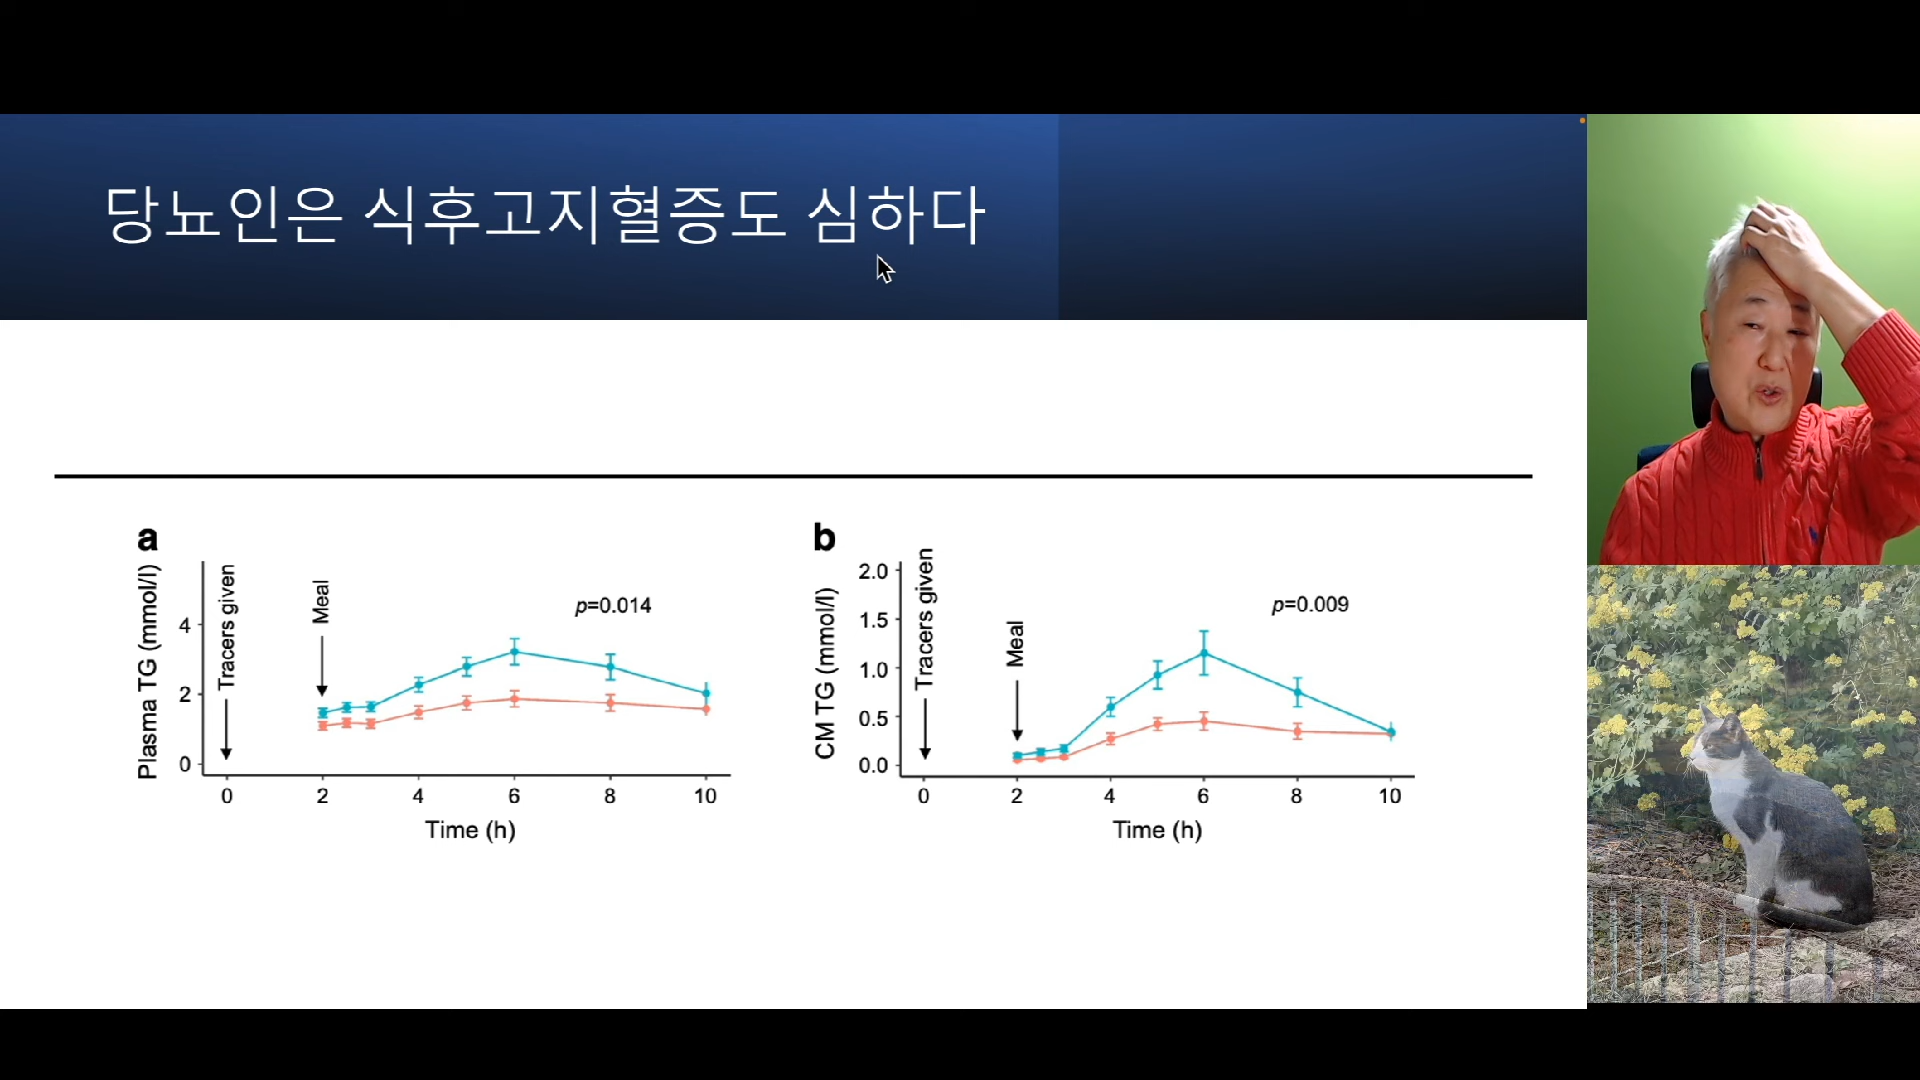 당뇨인은 식후고지혈증도 심하다
a
Plasma TG (mmol/l)
4
2
0
Tracers given
Meal
p=0.014
0 2 4 6 8 10
Time (h)
b
CM TG (mmol/l)
2.0
1.5
1.0
0.5
0.0
Tracers given
Meal
p=0.009
0 2 4 6 8 10
Time (h)